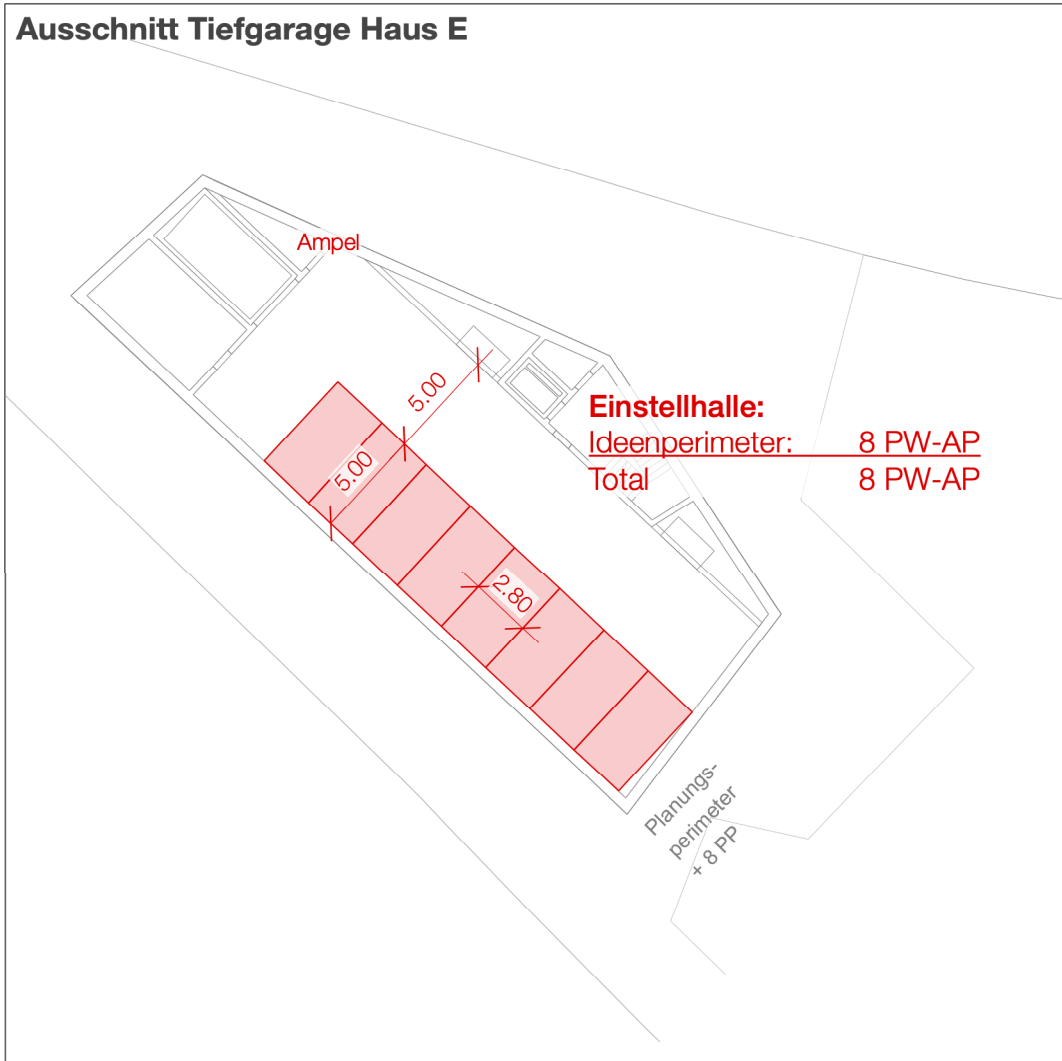 Ausschnitt Tiefgarage Haus E
Ampel
5.00
5.00
2.80
Einstellhalle:
Ideenperimeter: 8 PW-AP
Total 8 PW-AP
Planungs-
perimeter
+ 8 PP